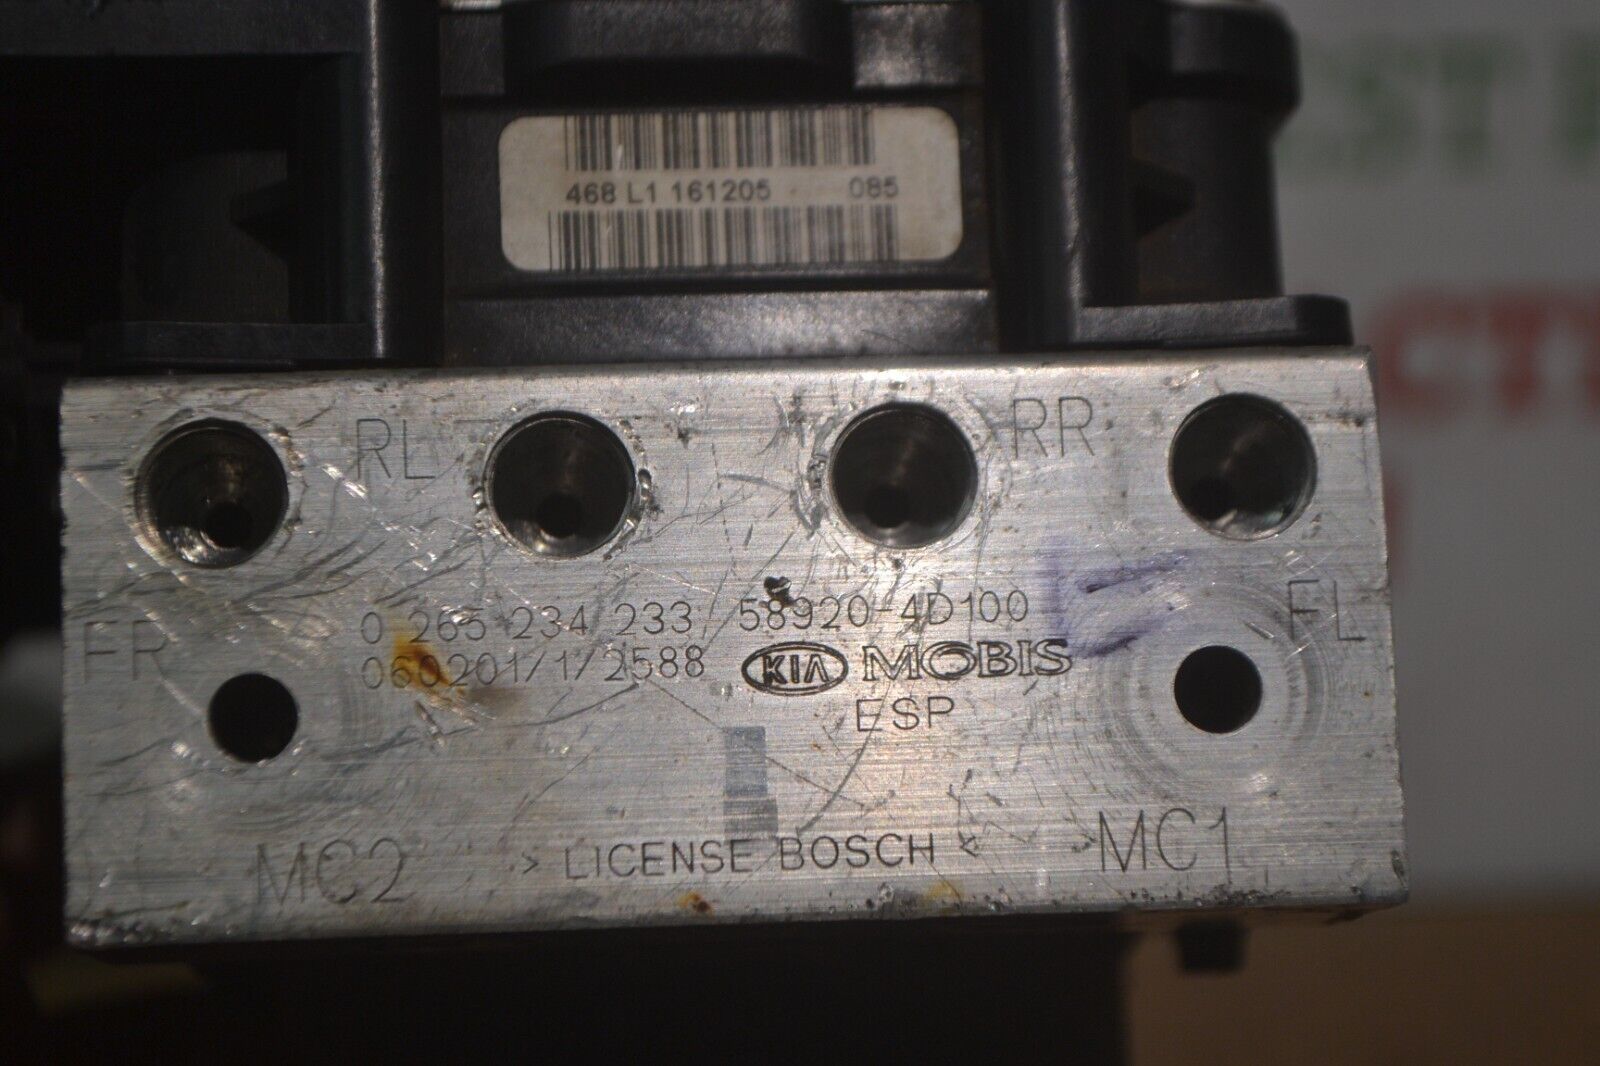 468 L1 161205 085
RL
RR
FR
FL
0 265 234 233 58920-4D100
060201/1/2588 KIA MOBIS
ESP
MC2
> LICENSE BOSCH <
>MC1